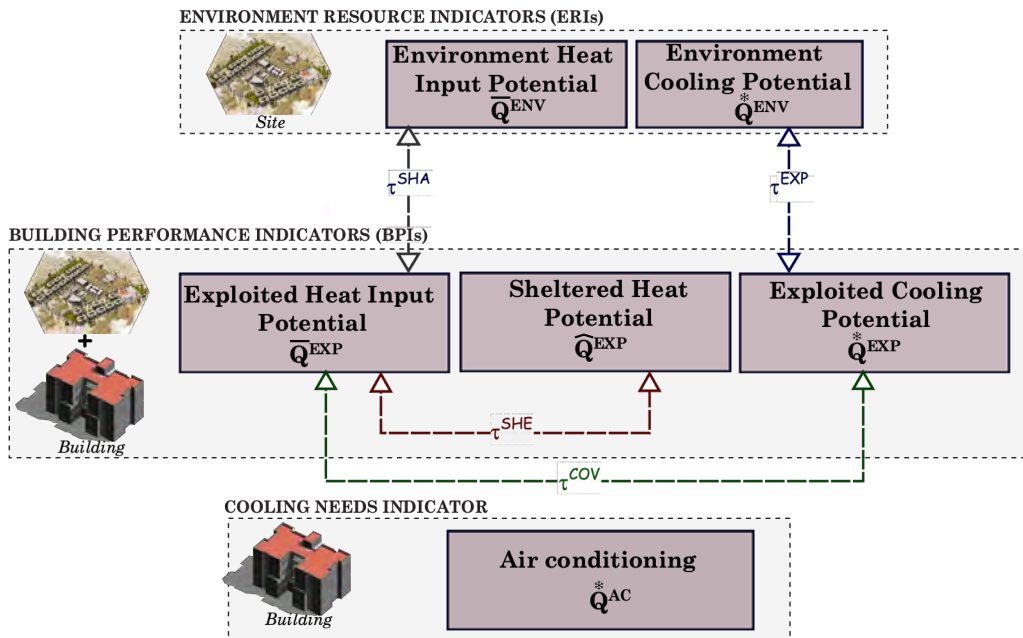 ENVIRONMENT RESOURCE INDICATORS (ERIs)
Environment Heat
Input Potential
Q̅ᴱᴺⱽ
Environment
Cooling Potential
Q̊ᴱᴺⱽ
Site
τˢᴴᴬ
τᴱˣᴾ
BUILDING PERFORMANCE INDICATORS (BPIs)
Exploited Heat Input
Potential
Q̅ᴱˣᴾ
Sheltered Heat
Potential
Q̂ᴱˣᴾ
Exploited Cooling
Potential
Q̊ᴱˣᴾ
+
Building
τˢᴴᴱ
τᶜᴼⱽ
COOLING NEEDS INDICATOR
Air conditioning
Q̊ᴬᶜ
Building